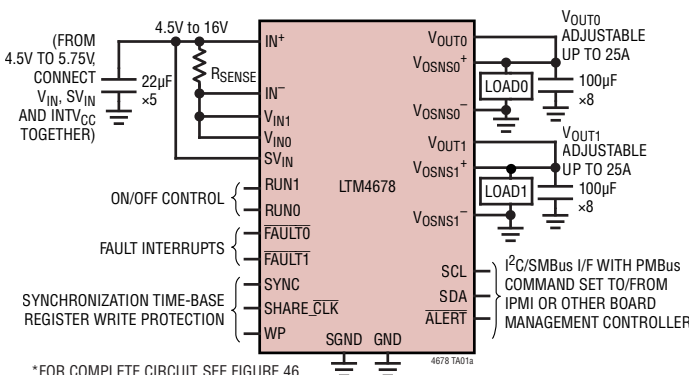 4.5V to 16V
(FROM
4.5V TO 5.75V,
CONNECT
VIN, SVIN
AND INTVCC
TOGETHER)
22µF
×5
RSENSE
IN+
IN−
VIN1
VIN0
SVIN
ON/OFF CONTROL
RUN1
RUN0
FAULT INTERRUPTS
FAULT0
FAULT1
SYNCHRONIZATION TIME-BASE
REGISTER WRITE PROTECTION
SYNC
SHARE_CLK
WP
LTM4678
SGND GND
VOUT0
VOSNS0+
VOSNS0−
VOUT1
VOSNS1+
VOSNS1−
SCL
SDA
ALERT
VOUT0
ADJUSTABLE
UP TO 25A
LOAD0
100µF
×8
VOUT1
ADJUSTABLE
UP TO 25A
LOAD1
100µF
×8
I2C/SMBus I/F WITH PMBus
COMMAND SET TO/FROM
IPMI OR OTHER BOARD
MANAGEMENT CONTROLLER
4678 TA01a
*FOR COMPLETE CIRCUIT SEE FIGURE 46